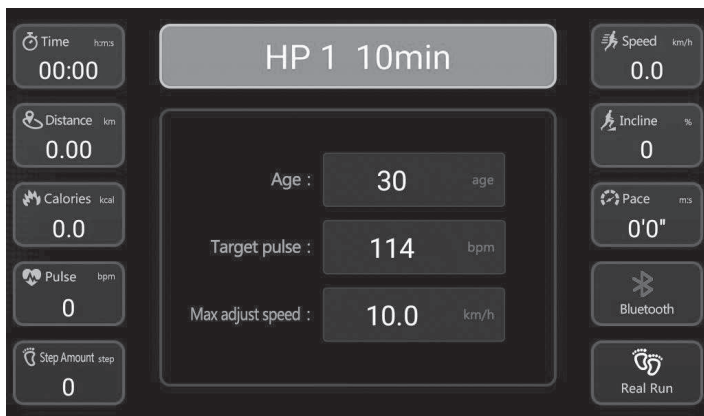 Time h:m:s
00:00
Distance km
0.00
Calories kcal
0.0
Pulse bpm
0
Step Amount step
0
HP 1 10min
Age : 30 age
Target pulse : 114 bpm
Max adjust speed : 10.0 km/h
Speed km/h
0.0
Incline %
0
Pace m:s
0'0"
Bluetooth
Real Run